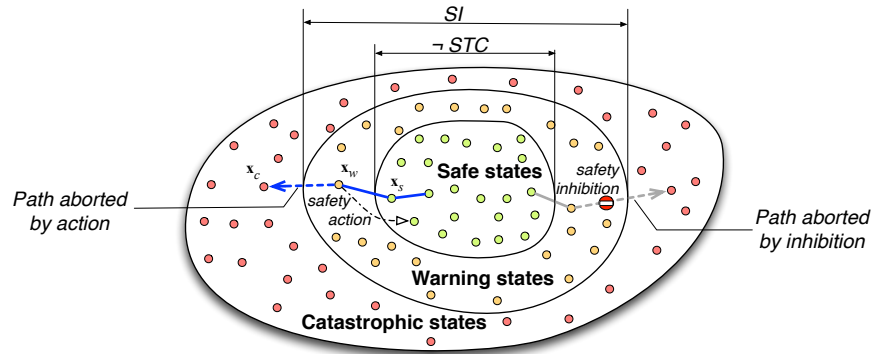 SI
¬ STC
Safe states
x_c
x_w
x_s
safety
inhibition
safety
action
Path aborted
by action
Path aborted
by inhibition
Warning states
Catastrophic states